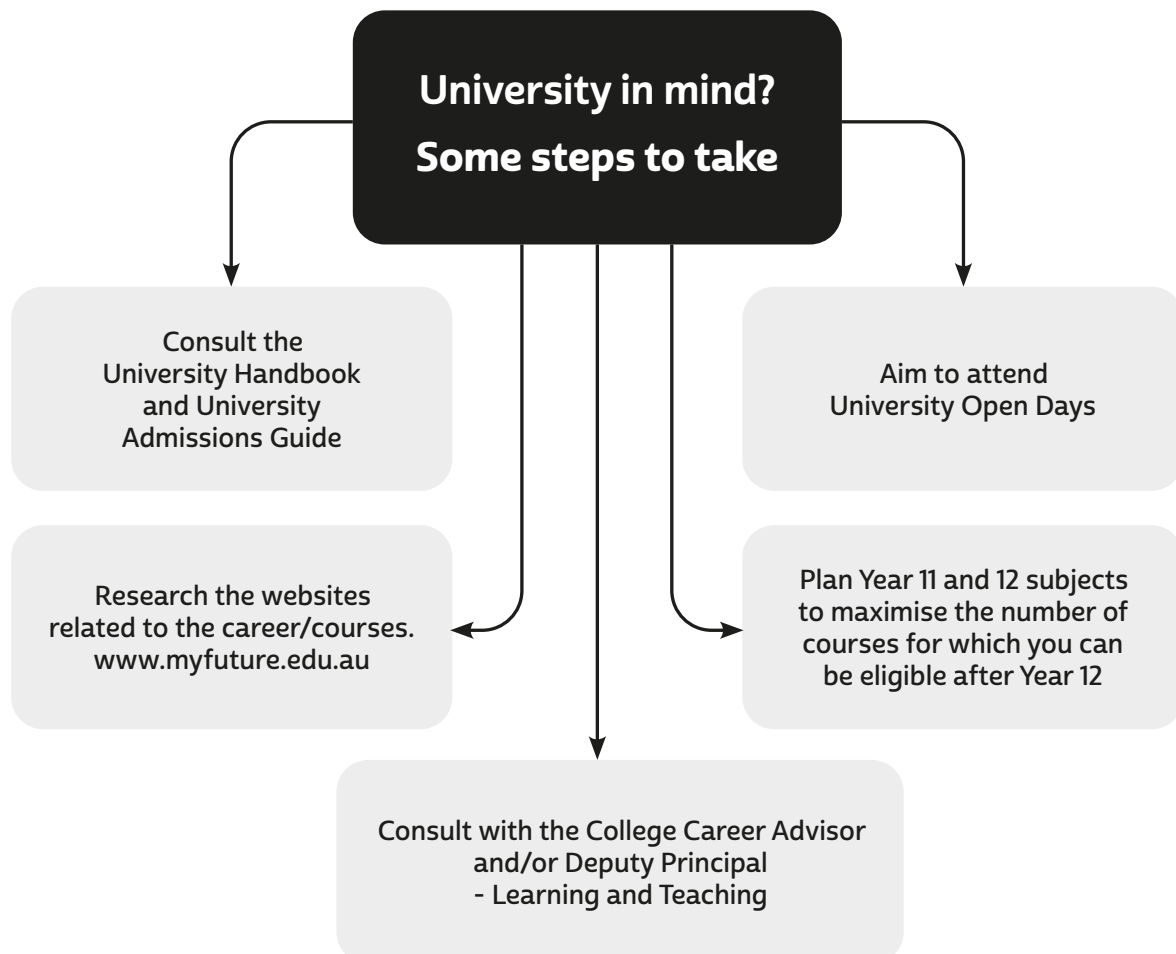 University in mind?
Some steps to take
Consult the
University Handbook
and University
Admissions Guide
Aim to attend
University Open Days
Research the websites
related to the career/courses.
www.myfuture.edu.au
Plan Year 11 and 12 subjects
to maximise the number of
courses for which you can
be eligible after Year 12
Consult with the College Career Advisor
and/or Deputy Principal
- Learning and Teaching